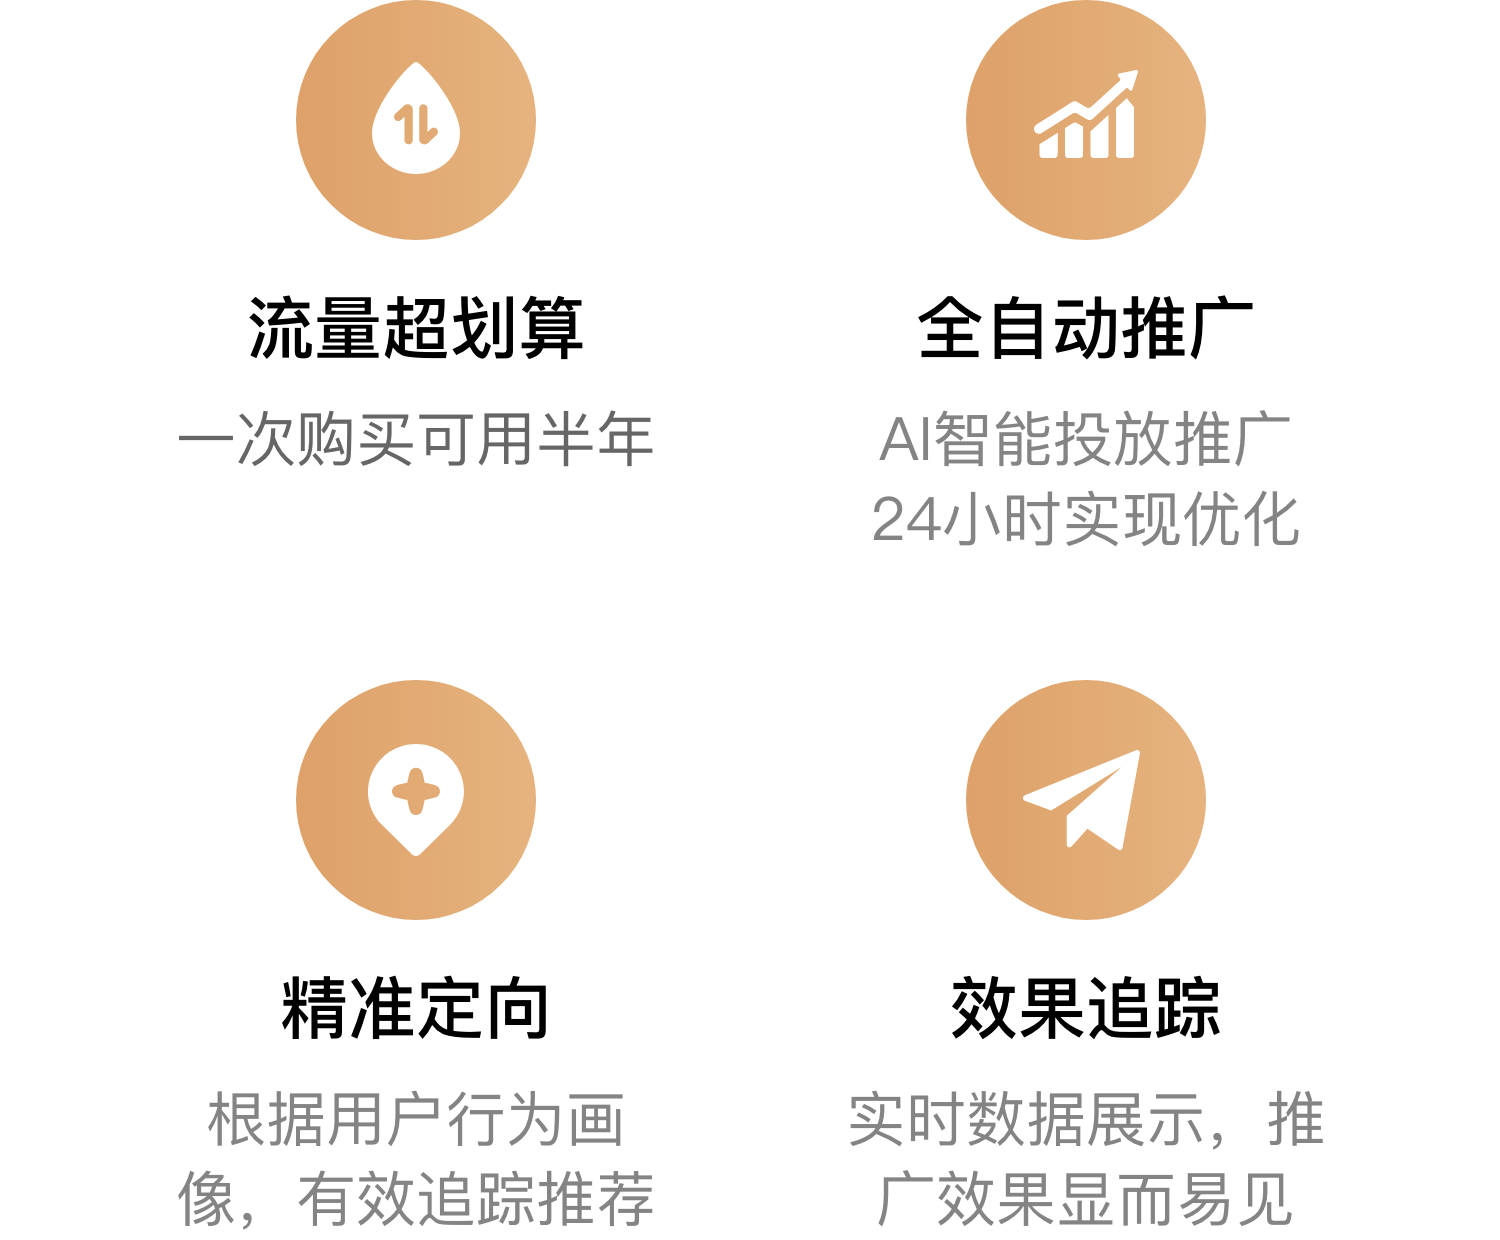 流量超划算
一次购买可用半年
全自动推广
AI智能投放推广
24小时实现优化
精准定向
根据用户行为画
像，有效追踪推荐
效果追踪
实时数据展示，推
广效果显而易见